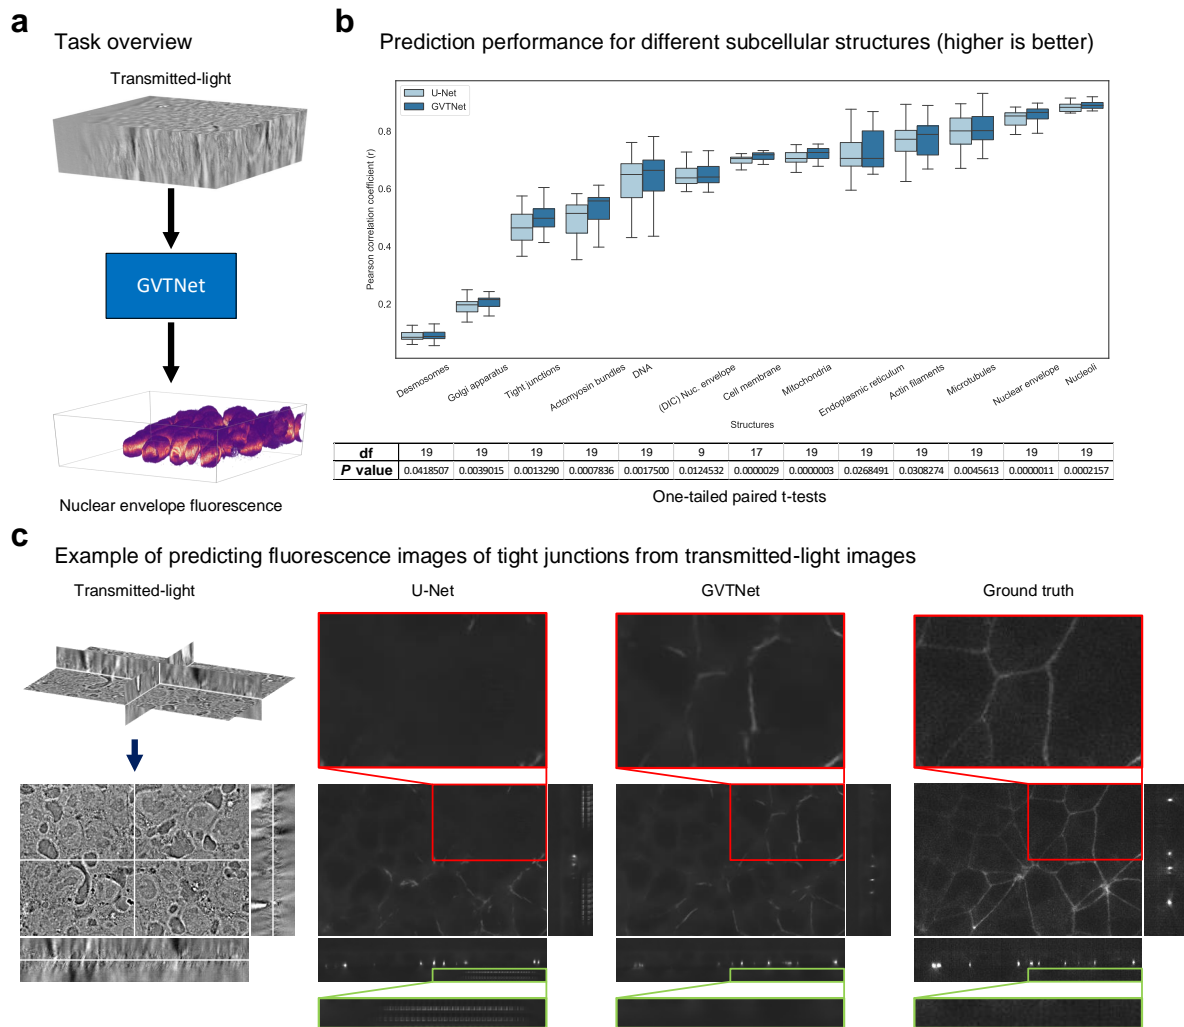 a
Task overview
Transmitted-light
GVTNet
Nuclear envelope fluorescence
b
Prediction performance for different subcellular structures (higher is better)
U-Net
GVTNet
Pearson correlation coefficient (r)
0.8
0.6
0.4
0.2
Desmosomes
Golgi apparatus
Tight junctions
Actomyosin bundles
DNA
(DIC) Nuc. envelope
Cell membrane
Mitochondria
Endoplasmic reticulum
Actin filaments
Microtubules
Nuclear envelope
Nucleoli
Structures
df 19 19 19 19 19 9 17 19 19 19 19 19 19
P value 0.0418507 0.0039015 0.0013290 0.0007836 0.0017500 0.0124532 0.0000029 0.0000003 0.0268491 0.0308274 0.0045613 0.0000011 0.0002157
One-tailed paired t-tests
c
Example of predicting fluorescence images of tight junctions from transmitted-light images
Transmitted-light
U-Net
GVTNet
Ground truth